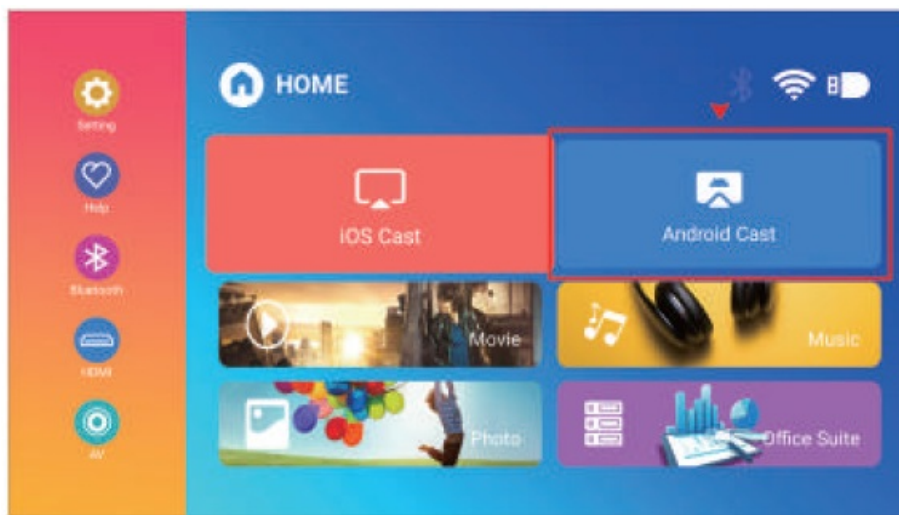 HOME
Setting
Help
Bluetooth
HDMI
AV
iOS Cast
Android Cast
Movie
Music
Photo
Office Suite